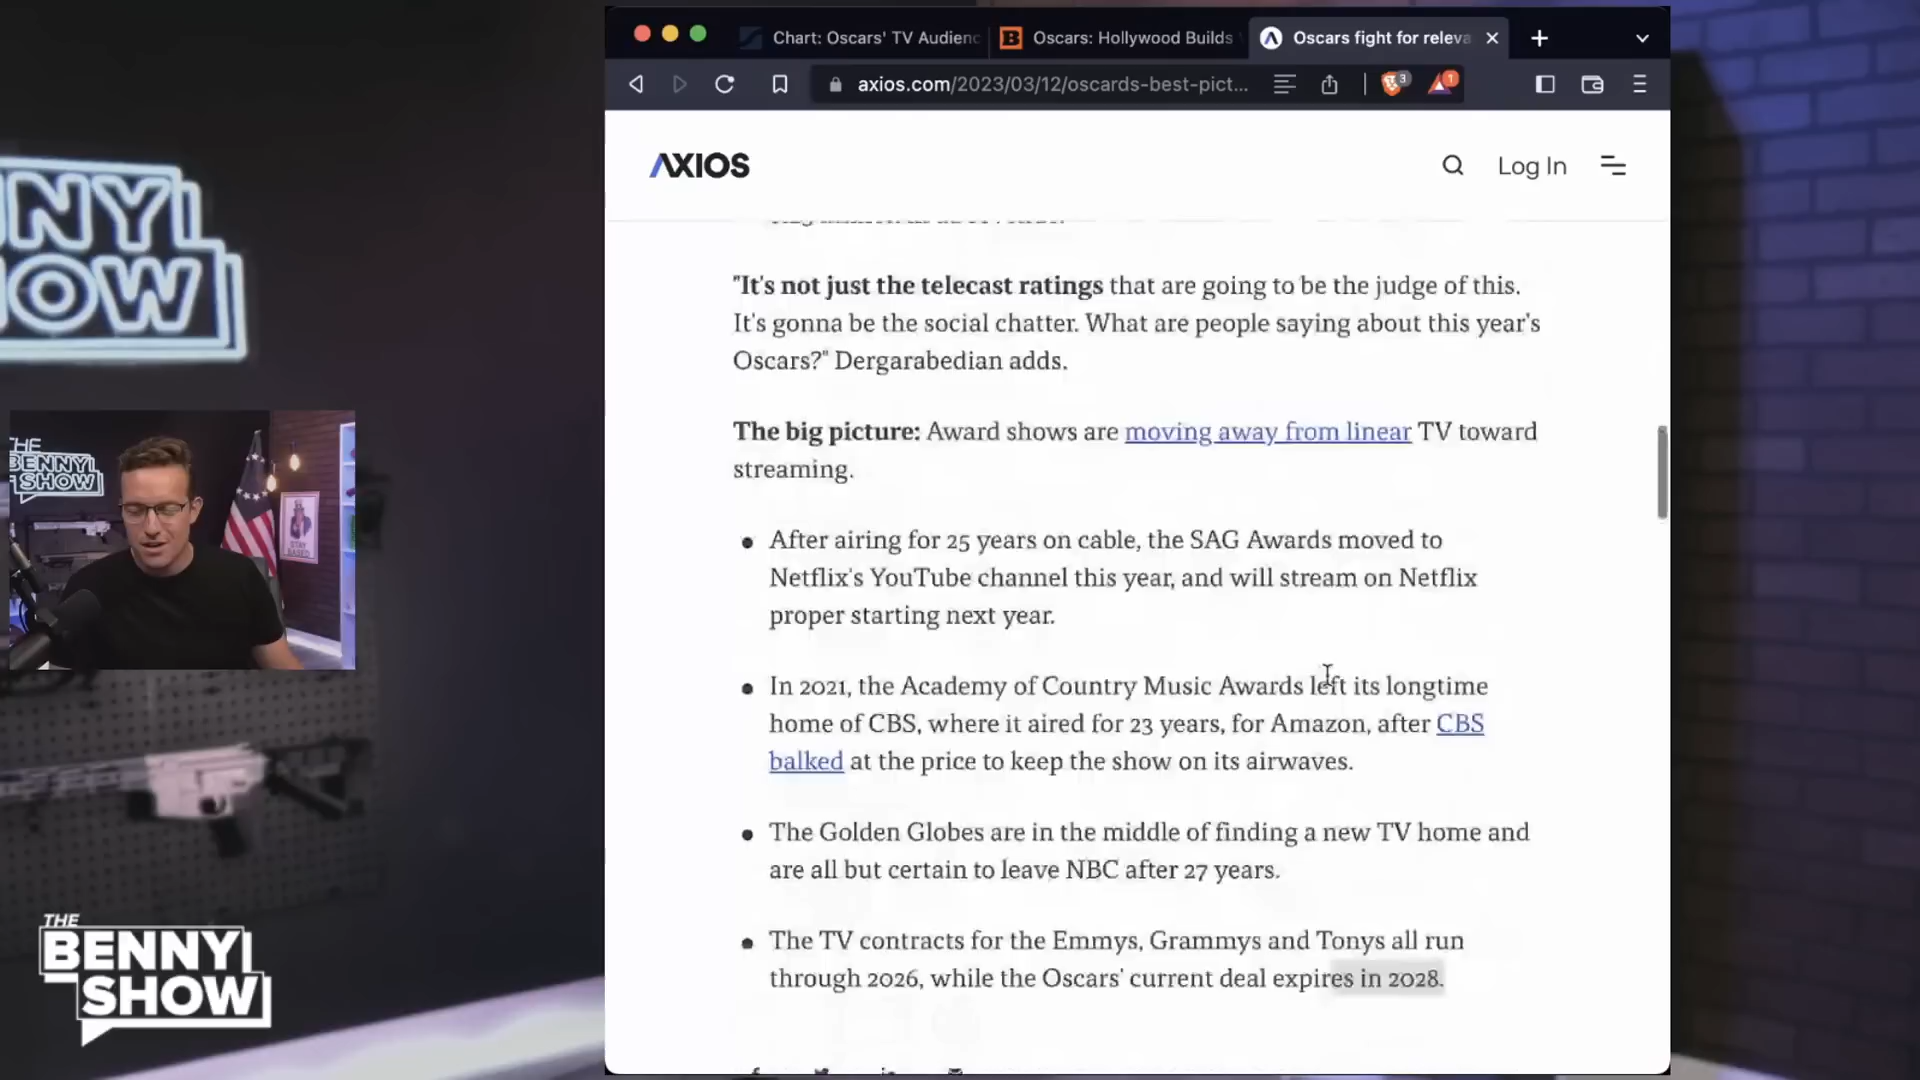 Chart: Oscars' TV Audienc
Oscars: Hollywood Builds
Oscars fight for releva
axios.com/2023/03/12/oscards-best-pict...
3
1
AXIOS
Log In
"It's not just the telecast ratings that are going to be the judge of this.
It's gonna be the social chatter. What are people saying about this year's
Oscars?" Dergarabedian adds.
The big picture: Award shows are moving away from linear TV toward
streaming.
After airing for 25 years on cable, the SAG Awards moved to
Netflix's YouTube channel this year, and will stream on Netflix
proper starting next year.
In 2021, the Academy of Country Music Awards left its longtime
home of CBS, where it aired for 23 years, for Amazon, after CBS
balked at the price to keep the show on its airwaves.
The Golden Globes are in the middle of finding a new TV home and
are all but certain to leave NBC after 27 years.
The TV contracts for the Emmys, Grammys and Tonys all run
through 2026, while the Oscars' current deal expires in 2028.
NNY
HOW
THE
BENNY
SHOW
STAY
BASED
THE
BENNY
SHOW